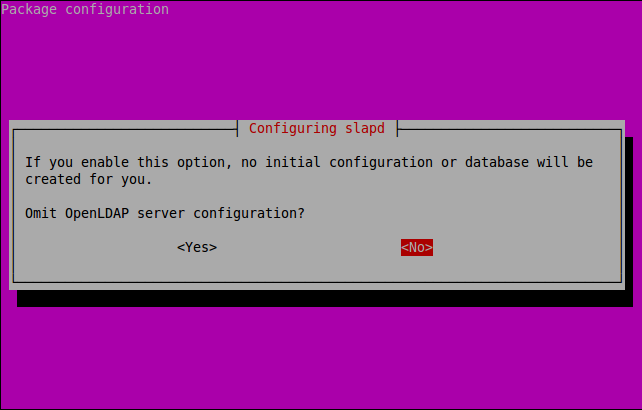 Package configuration
Configuring slapd
If you enable this option, no initial configuration or database will be
created for you.
Omit OpenLDAP server configuration?
<Yes> <No>